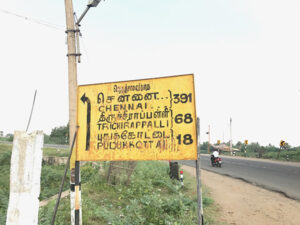 நெடுஞ்சாலைத்துறை
சென்னை... 391
CHENNAI
திருச்சிராப்பள்ளி 68
TRICHIRAPPALLI
புதுக்கோட்டை 18
PUDUKKOTTAI